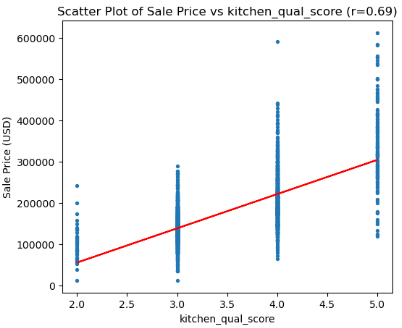 Scatter Plot of Sale Price vs kitchen_qual_score (r=0.69)
600000
500000
400000
300000
200000
100000
0
Sale Price (USD)
2.0 2.5 3.0 3.5 4.0 4.5 5.0
kitchen_qual_score